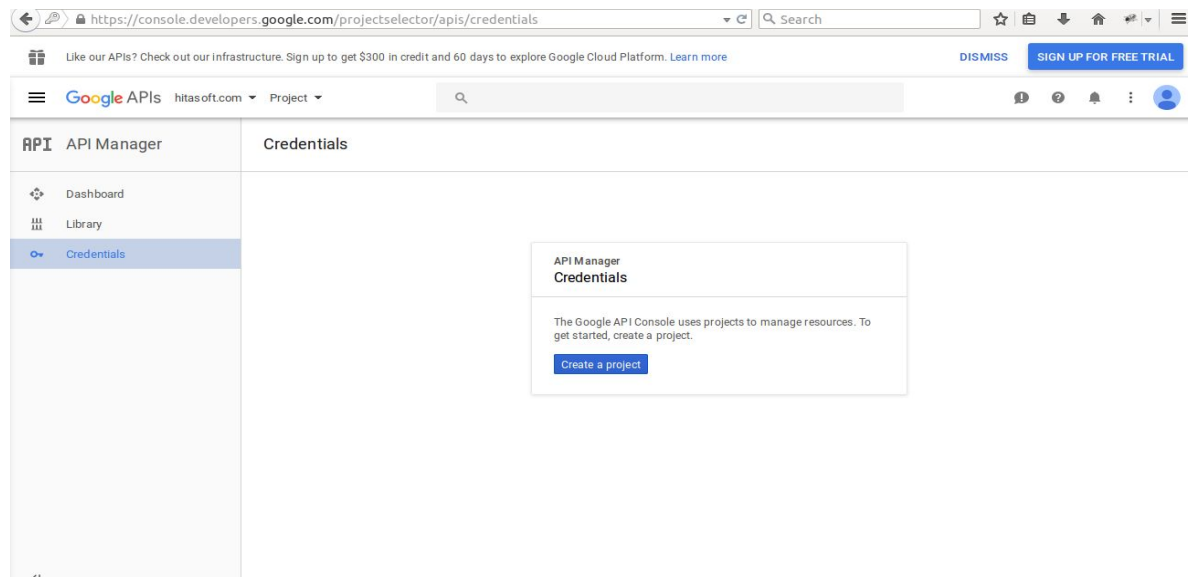 https://console.developers.google.com/projectselector/apis/credentials
Search
Like our APIs? Check out our infrastructure. Sign up to get $300 in credit and 60 days to explore Google Cloud Platform. Learn more
DISMISS
SIGN UP FOR FREE TRIAL
Google APIs
hitasoft.com
Project
API
API Manager
Credentials
Dashboard
Library
Credentials
API Manager
Credentials
The Google API Console uses projects to manage resources. To
get started, create a project.
Create a project